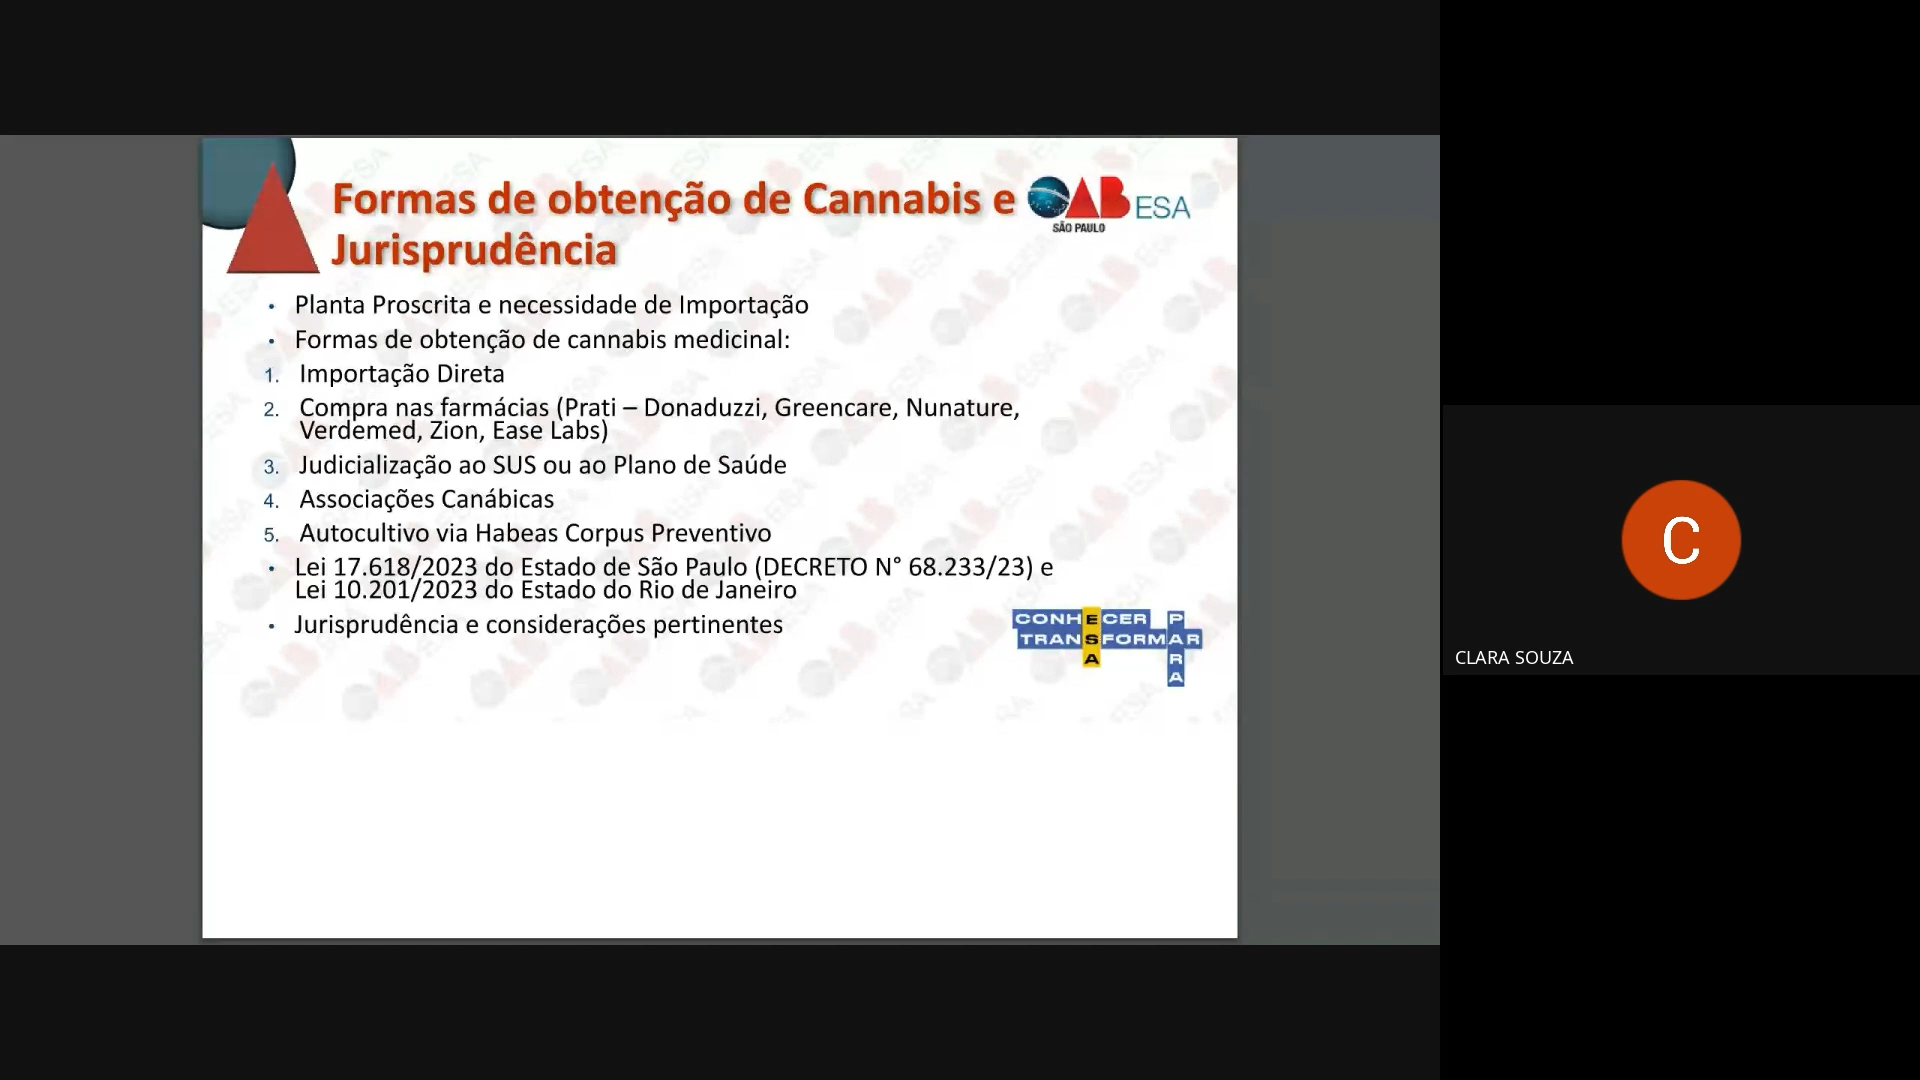 Formas de obtenção de Cannabis e
Jurisprudência
OAB ESA
SÃO PAULO
• Planta Proscrita e necessidade de Importação
• Formas de obtenção de cannabis medicinal:
1. Importação Direta
2. Compra nas farmácias (Prati – Donaduzzi, Greencare, Nunature,
Verdemed, Zion, Ease Labs)
3. Judicialização ao SUS ou ao Plano de Saúde
4. Associações Canábicas
5. Autocultivo via Habeas Corpus Preventivo
• Lei 17.618/2023 do Estado de São Paulo (DECRETO N° 68.233/23) e
Lei 10.201/2023 do Estado do Rio de Janeiro
• Jurisprudência e considerações pertinentes
CONHECER
TRANSFORMAR
ESA
PARA
C
CLARA SOUZA